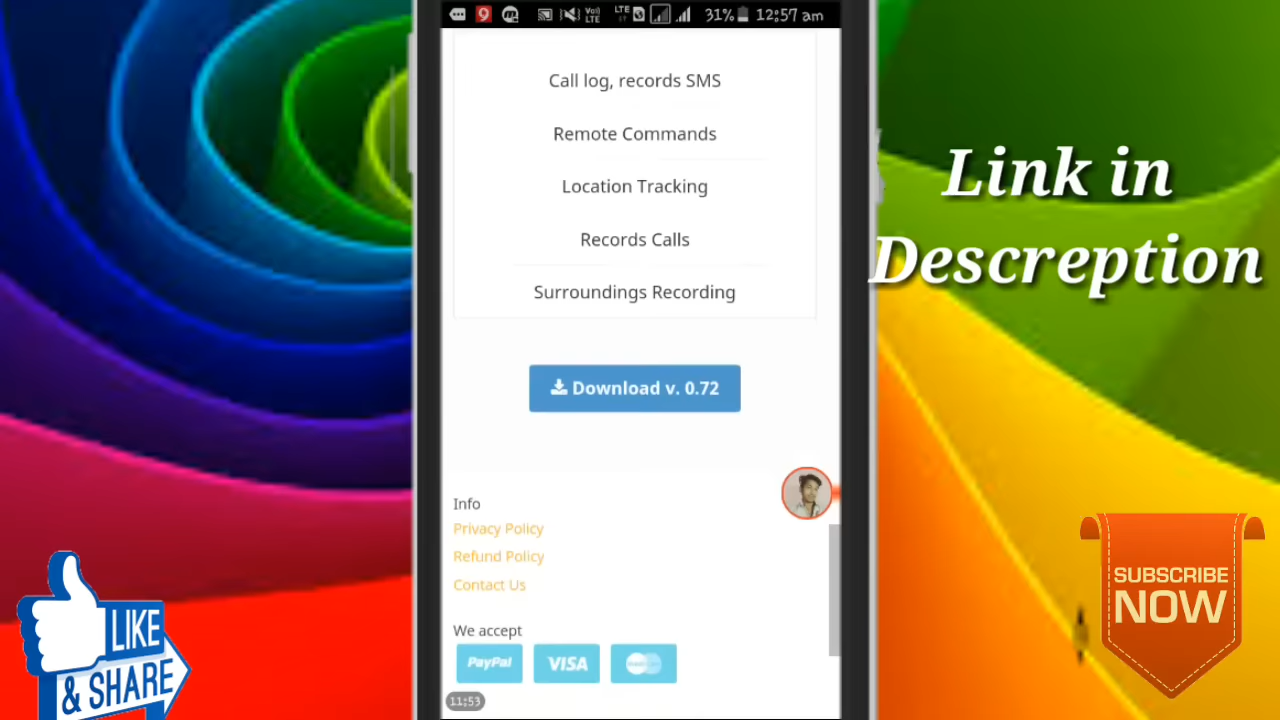 31% 12:57 am
Call log, records SMS
Remote Commands
Location Tracking
Records Calls
Surroundings Recording
Download v. 0.72
Info
Privacy Policy
Refund Policy
Contact Us
We accept
PayPal VISA
11:53
Link in
Descreption
LIKE
& SHARE
SUBSCRIBE
NOW